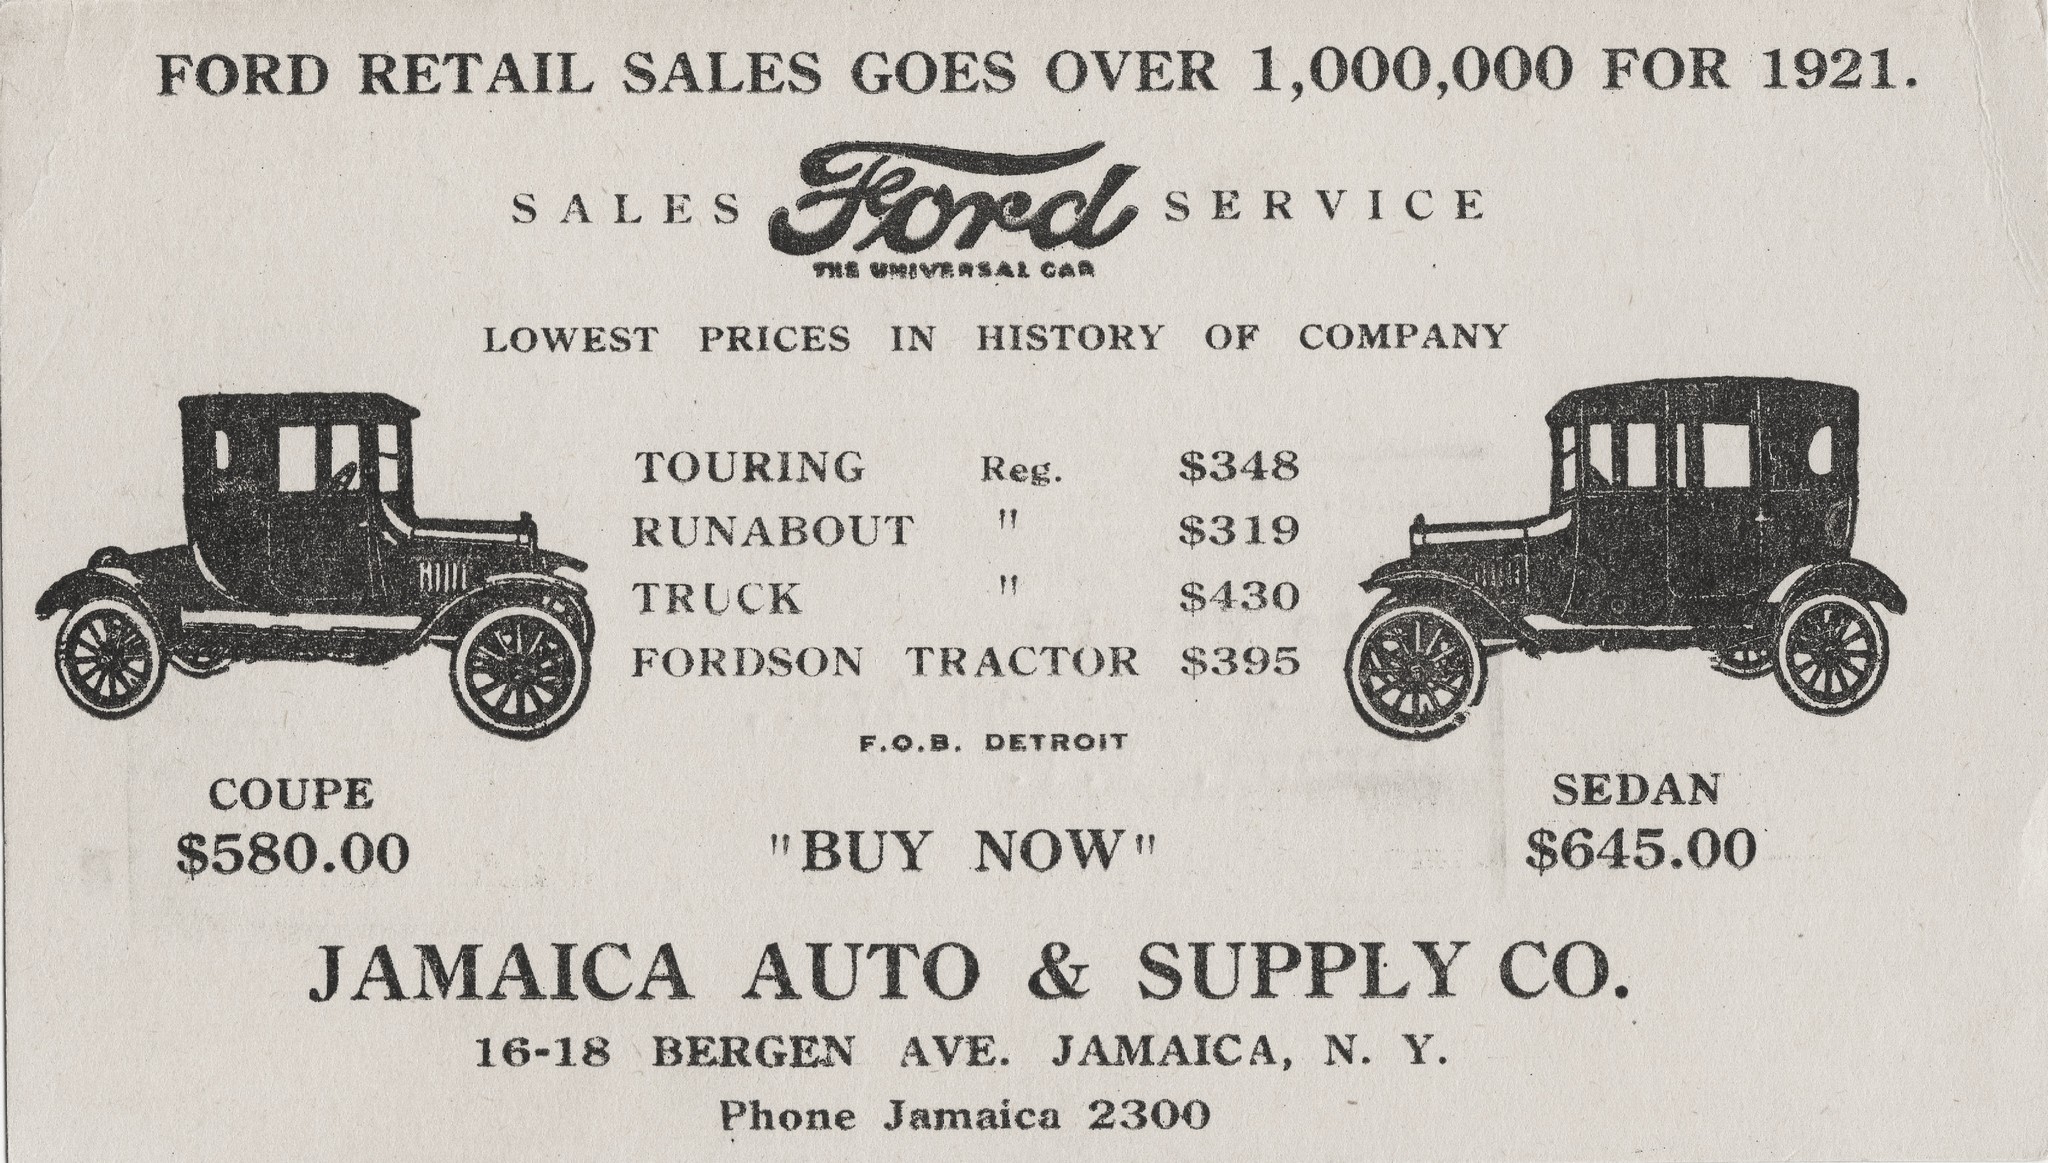 FORD RETAIL SALES GOES OVER 1,000,000 FOR 1921.
SALES Ford SERVICE
THE UNIVERSAL CAR
LOWEST PRICES IN HISTORY OF COMPANY
TOURING Reg. $348
RUNABOUT " $319
TRUCK " $430
FORDSON TRACTOR $395
F.O.B. DETROIT
COUPE
$580.00
"BUY NOW"
SEDAN
$645.00
JAMAICA AUTO & SUPPLY CO.
16-18 BERGEN AVE. JAMAICA, N. Y.
Phone Jamaica 2300